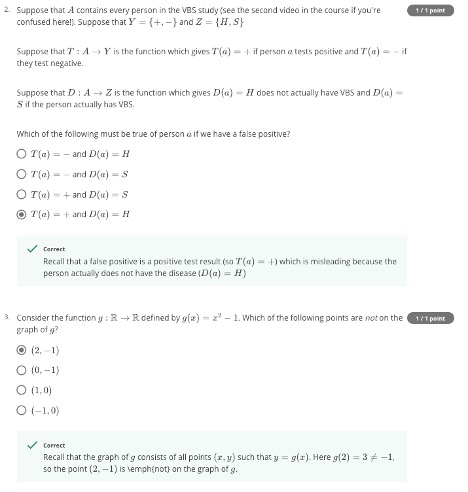 2. Suppose that A contains every person in the VBS study (see the second video in the course if you're
1 / 1 point
confused here!). Suppose that Y = {+, −} and Z = {H, S}
Suppose that T : A → Y is the function which gives T(a) = + if person a tests positive and T(a) = − if
they test negative.
Suppose that D : A → Z is the function which gives D(a) = H does not actually have VBS and D(a) =
S if the person actually has VBS.
Which of the following must be true of person a if we have a false positive?
T(a) = − and D(a) = H
T(a) = − and D(a) = S
T(a) = + and D(a) = S
T(a) = + and D(a) = H
Correct
Recall that a false positive is a positive test result (so T(a) = +) which is misleading because the
person actually does not have the disease (D(a) = H)
3. Consider the function g : ℝ → ℝ defined by g(x) = x² − 1. Which of the following points are not on the
1 / 1 point
graph of g?
(2, −1)
(0, −1)
(1, 0)
(−1, 0)
Correct
Recall that the graph of g consists of all points (x, y) such that y = g(x). Here g(2) = 3 ≠ −1,
so the point (2, −1) is \emph{not} on the graph of g.